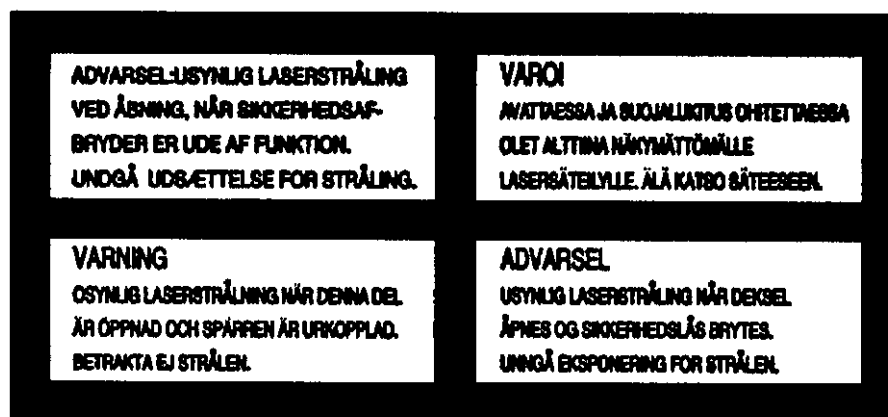 ADVARSEL:USYNLIG LASERSTRÅLING
VED ÅBNING, NÅR SIKKERHEDSAF-
BRYDER ER UDE AF FUNKTION.
UNDGÅ UDSÆTTELSE FOR STRÅLING.
VARO!
AVATTAESSA JA SUOJALUKITUS OHITETTAESSA
OLET ALTTIINA NÄKYMÄTTÖMÄLLE
LASERSÄTEILYLLE. ÄLÄ KATSO SÄTEESEEN.
VARNING
OSYNLIG LASERSTRÅLNING NÄR DENNA DEL
ÄR ÖPPNAD OCH SPÄRREN ÄR URKOPPLAD.
BETRAKTA EJ STRÅLEN.
ADVARSEL
USYNLIG LASERSTRÅLING NÅR DEKSEL
ÅPNES OG SIKKERHEDSLÅS BRYTES.
UNNGÅ EKSPONERING FOR STRÅLEN.